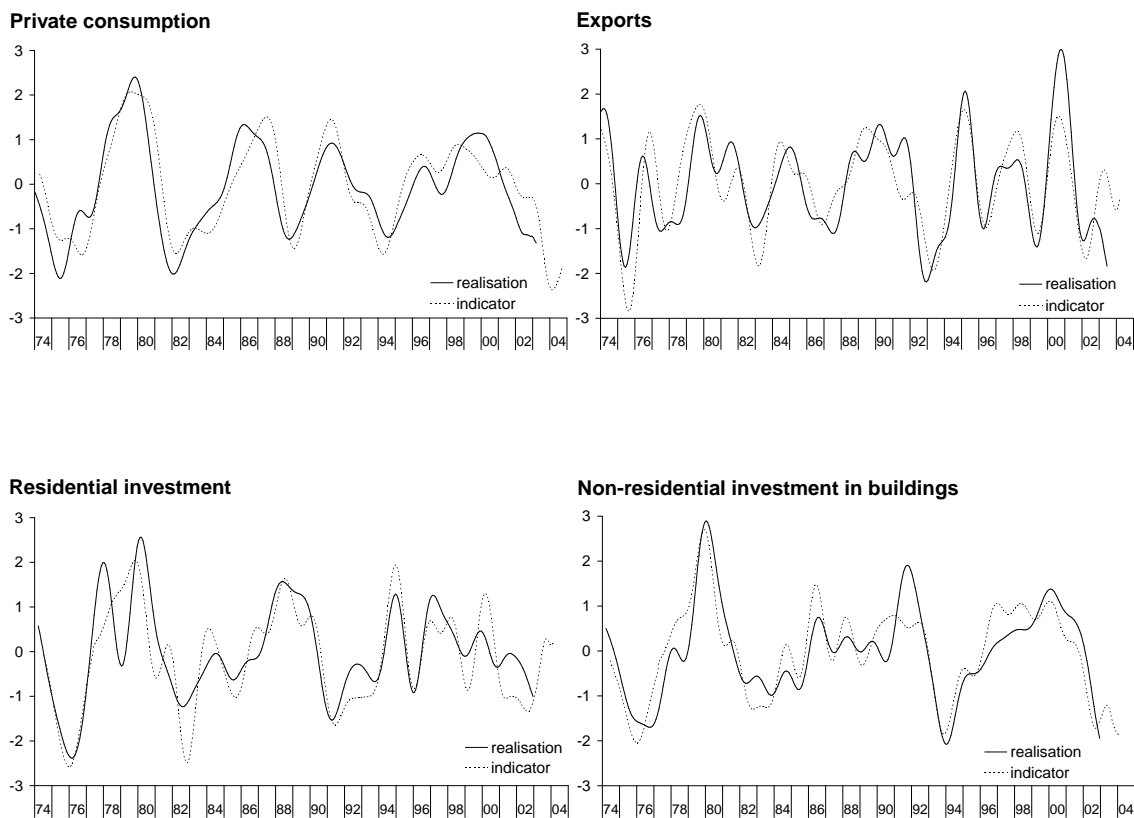 Private consumption
3
2
1
0
-1
-2
-3
realisation
indicator
74 76 78 80 82 84 86 88 90 92 94 96 98 00 02 04
Exports
3
2
1
0
-1
-2
-3
realisation
indicator
74 76 78 80 82 84 86 88 90 92 94 96 98 00 02 04
Residential investment
3
2
1
0
-1
-2
-3
realisation
indicator
74 76 78 80 82 84 86 88 90 92 94 96 98 00 02 04
Non-residential investment in buildings
3
2
1
0
-1
-2
-3
realisation
indicator
74 76 78 80 82 84 86 88 90 92 94 96 98 00 02 04